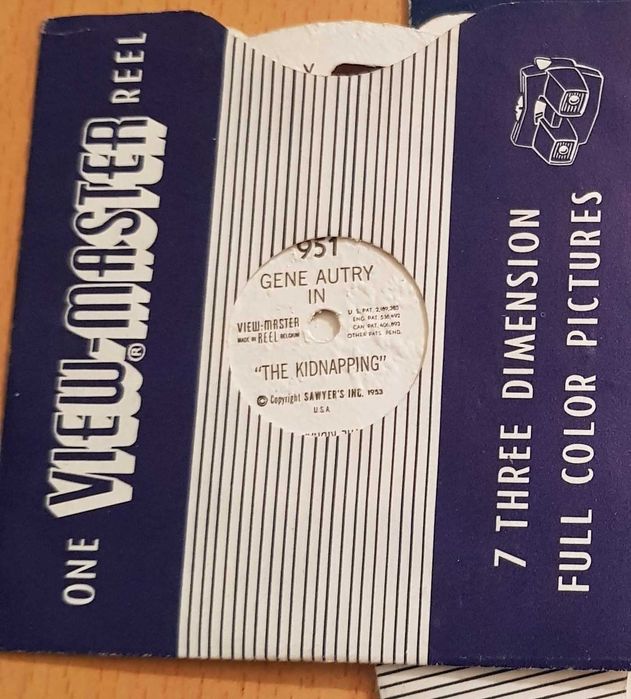 ONE VIEW-MASTER® REEL
951
GENE AUTRY
IN
VIEW-MASTER
MADE IN REEL BELGIUM
U.S. PAT. 2,189,285
ENG. PAT. 538,492
CAN. PAT. 406,892
OTHER PATS. PEND.
"THE KIDNAPPING"
© Copyright SAWYER'S INC. 1953
U.S.A.
7 THREE DIMENSION
FULL COLOR PICTURES